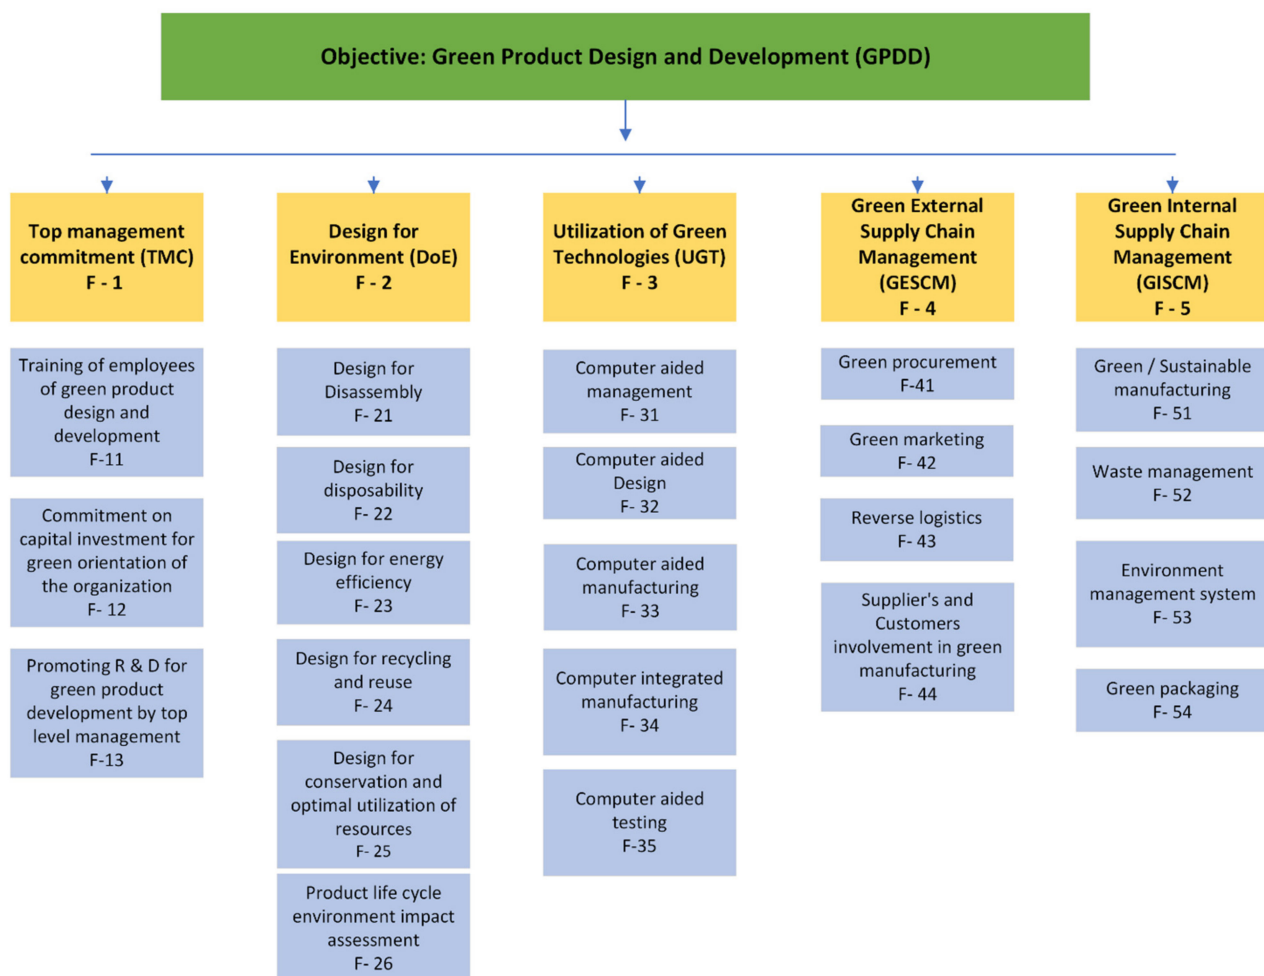 Objective: Green Product Design and Development (GPDD)
Top management
commitment (TMC)
F - 1
Training of employees
of green product
design and
development
F-11
Commitment on
capital investment for
green orientation of
the organization
F- 12
Promoting R & D for
green product
development by top
level management
F-13
Design for
Environment (DoE)
F - 2
Design for
Disassembly
F- 21
Design for
disposability
F- 22
Design for energy
efficiency
F- 23
Design for recycling
and reuse
F- 24
Design for
conservation and
optimal utilization of
resources
F- 25
Product life cycle
environment impact
assessment
F- 26
Utilization of Green
Technologies (UGT)
F - 3
Computer aided
management
F- 31
Computer aided
Design
F- 32
Computer aided
manufacturing
F- 33
Computer integrated
manufacturing
F- 34
Computer aided
testing
F-35
Green External
Supply Chain
Management
(GESCM)
F - 4
Green procurement
F-41
Green marketing
F- 42
Reverse logistics
F- 43
Supplier's and
Customers
involvement in green
manufacturing
F- 44
Green Internal
Supply Chain
Management
(GISCM)
F - 5
Green / Sustainable
manufacturing
F- 51
Waste management
F- 52
Environment
management system
F- 53
Green packaging
F- 54